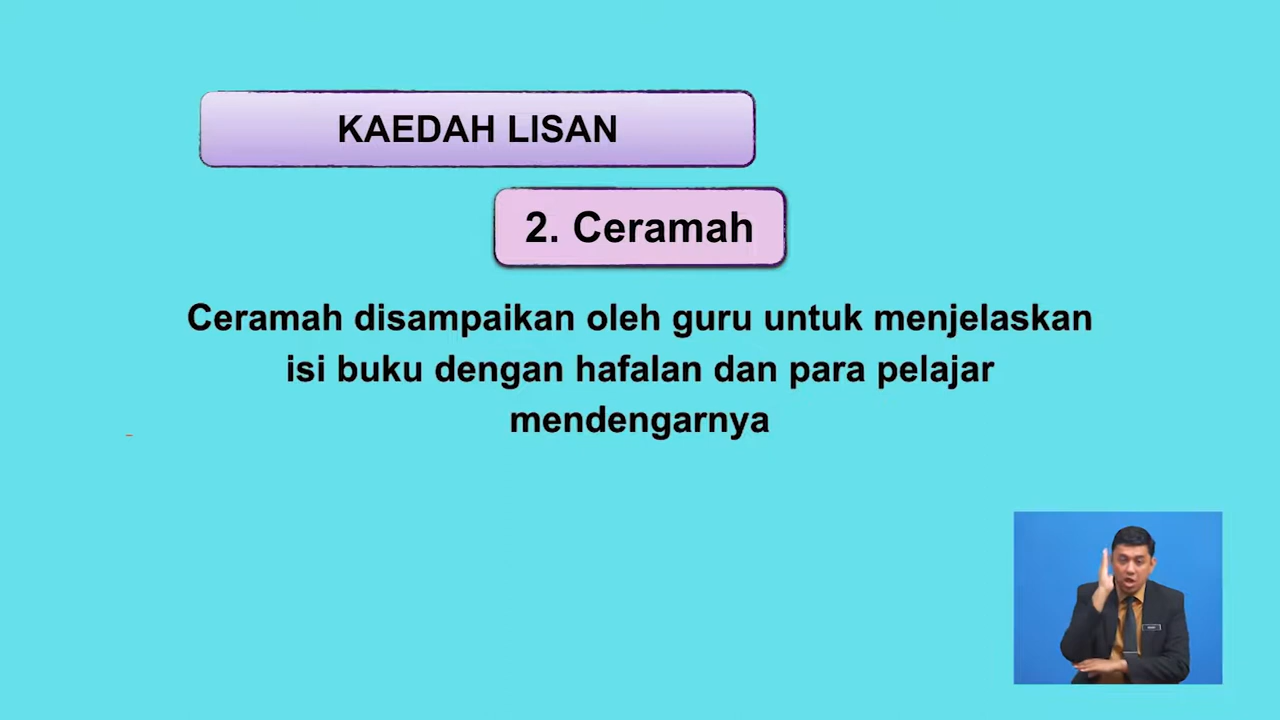 KAEDAH LISAN
2. Ceramah
Ceramah disampaikan oleh guru untuk menjelaskan
isi buku dengan hafalan dan para pelajar
mendengarnya